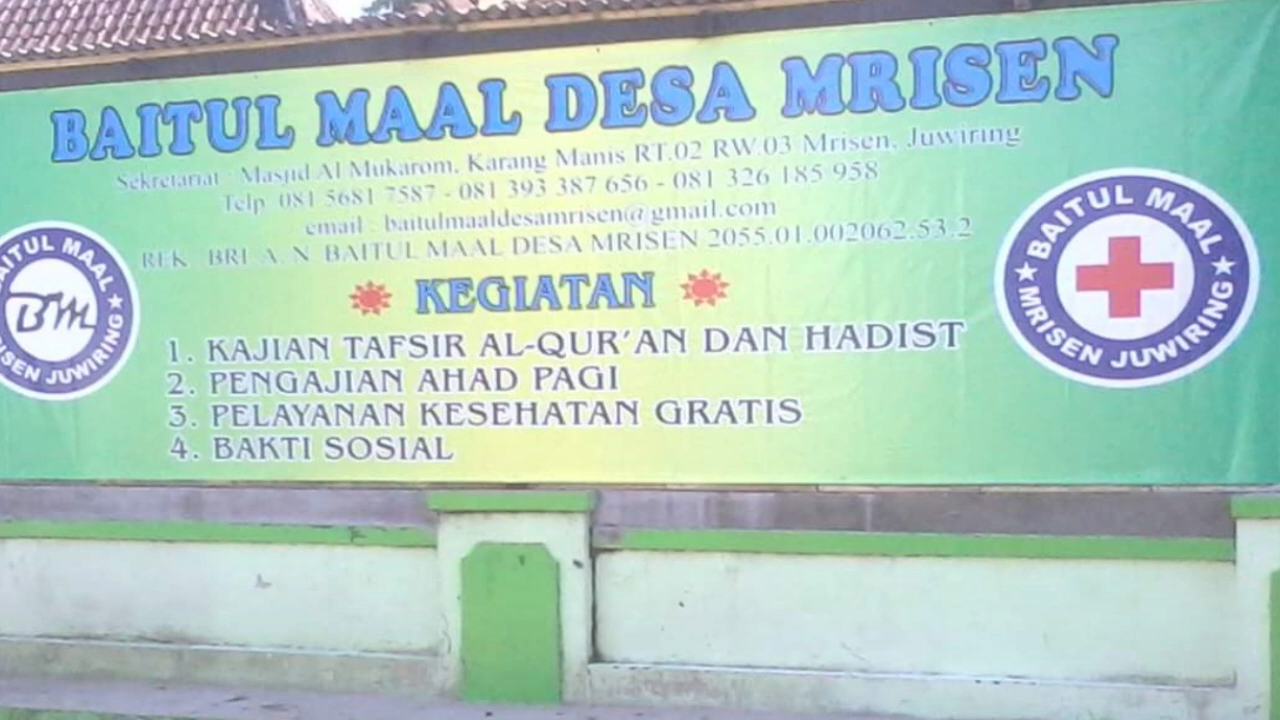 BAITUL MAAL DESA MRISEN
Sekretariat : Masjid Al Mukarom, Karang Manis RT.02 RW.03 Mrisen, Juwiring
Telp. 081 5681 7587 - 081 393 387 656 - 081 326 185 958
email : baitulmaaldesamrisen@gmail.com
REK : BRI A. N. BAITUL MAAL DESA MRISEN 2055.01.002062.53.2
KEGIATAN
1. KAJIAN TAFSIR AL-QUR'AN DAN HADIST
2. PENGAJIAN AHAD PAGI
3. PELAYANAN KESEHATAN GRATIS
4. BAKTI SOSIAL
AITUL MAAL
BM
RISEN JUWIRING
BAITUL MAAL
MRISEN JUWIRING